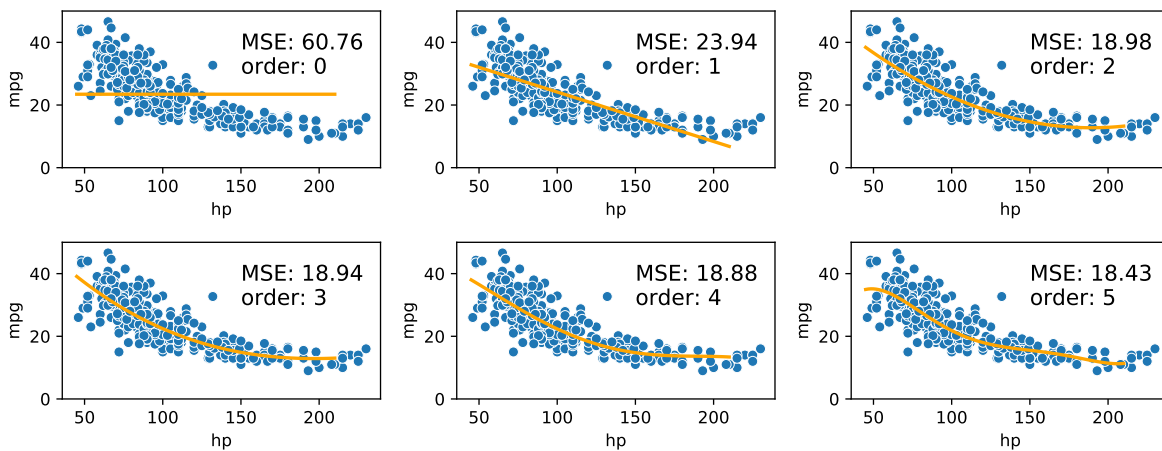 MSE: 60.76
order: 0
mpg
40
20
0
50 100 150 200
hp
MSE: 23.94
order: 1
mpg
40
20
0
50 100 150 200
hp
MSE: 18.98
order: 2
mpg
40
20
0
50 100 150 200
hp
MSE: 18.94
order: 3
mpg
40
20
0
50 100 150 200
hp
MSE: 18.88
order: 4
mpg
40
20
0
50 100 150 200
hp
MSE: 18.43
order: 5
mpg
40
20
0
50 100 150 200
hp